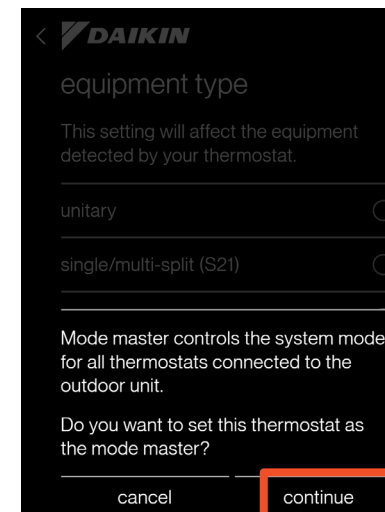 DAIKIN
equipment type
This setting will affect the equipment
detected by your thermostat.
unitary
single/multi-split (S21)
Mode master controls the system mode
for all thermostats connected to the
outdoor unit.
Do you want to set this thermostat as
the mode master?
cancel continue